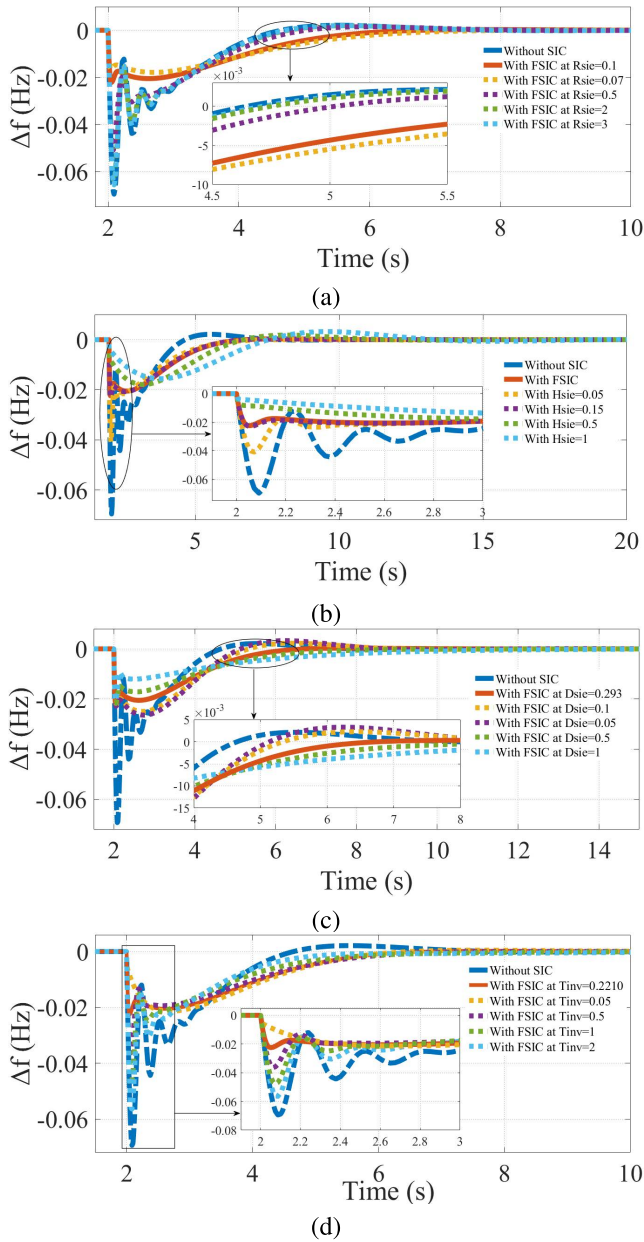 0
-0.02
-0.04
-0.06
Δf (Hz)
Without SIC
With FSIC at Rsie=0.1
With FSIC at Rsie=0.07
With FSIC at Rsie=0.5
With FSIC at Rsie=2
With FSIC at Rsie=3
×10-3
0
-5
-10
4.5 5 5.5
2 4 6 8 10
Time (s)
(a)
0
-0.02
-0.04
-0.06
Δf (Hz)
Without SIC
With FSIC
With Hsie=0.05
With Hsie=0.15
With Hsie=0.5
With Hsie=1
0
-0.02
-0.04
-0.06
2 2.2 2.4 2.6 2.8 3
5 10 15 20
Time (s)
(b)
0
-0.02
-0.04
-0.06
Δf (Hz)
Without SIC
With FSIC at Dsie=0.293
With FSIC at Dsie=0.1
With FSIC at Dsie=0.05
With FSIC at Dsie=0.5
With FSIC at Dsie=1
×10-3
5
0
-5
-10
-15
4 5 6 7 8
2 4 6 8 10 12 14
Time (s)
(c)
0
-0.02
-0.04
-0.06
Δf (Hz)
Without SIC
With FSIC at Tinv=0.2210
With FSIC at Tinv=0.05
With FSIC at Tinv=0.5
With FSIC at Tinv=1
With FSIC at Tinv=2
0
-0.02
-0.04
-0.06
-0.08
2 2.2 2.4 2.6 2.8 3
2 4 6 8 10
Time (s)
(d)